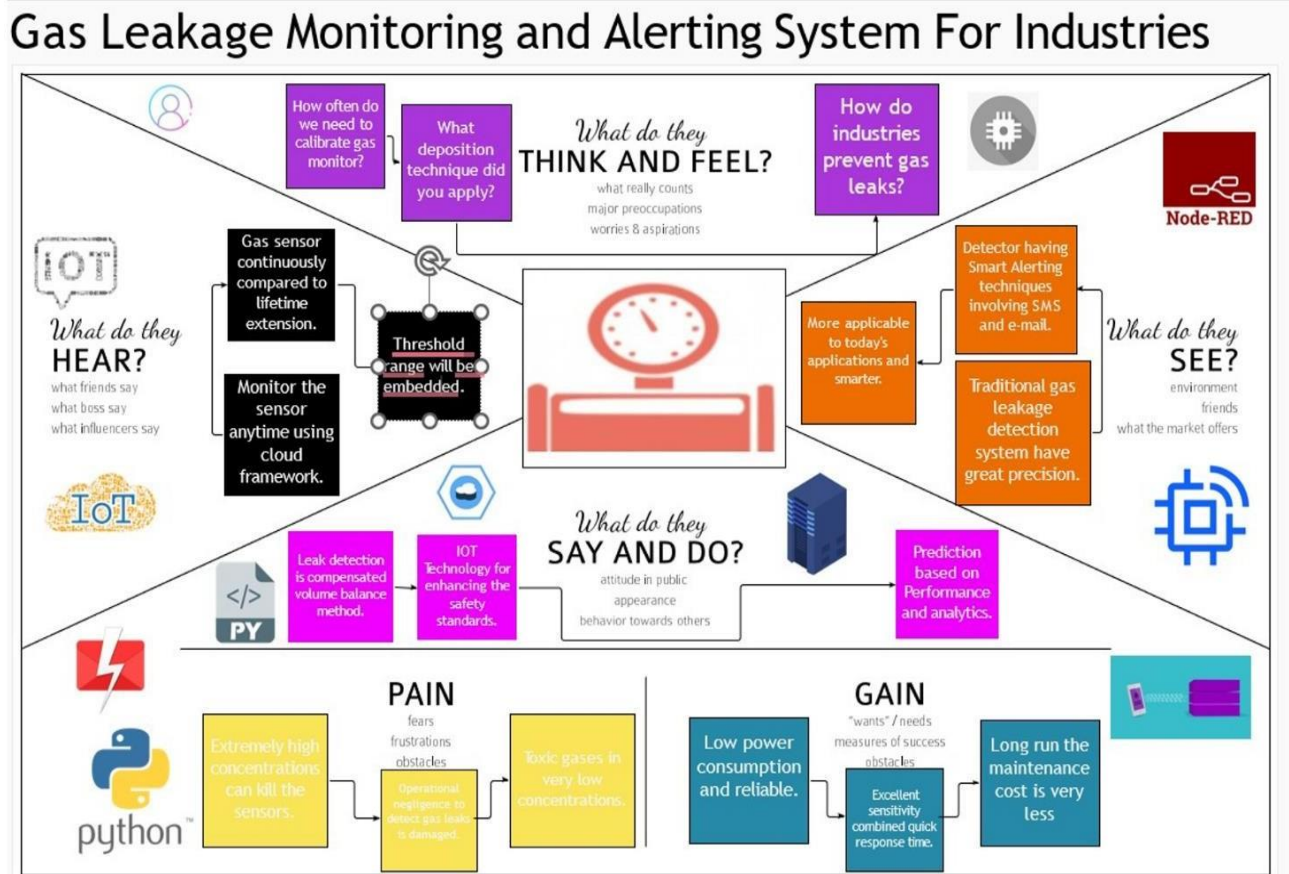 Gas Leakage Monitoring and Alerting System For Industries
How often do
we need to
calibrate gas
monitor?
What
deposition
technique did
you apply?
What do they
THINK AND FEEL?
what really counts
major preoccupations
worries & aspirations
How do
industries
prevent gas
leaks?
Node-RED
IOT
What do they
HEAR?
what friends say
what boss say
what influencers say
IoT
Gas sensor
continuously
compared to
lifetime
extension.
Monitor the
sensor
anytime using
cloud
framework.
Threshold
range will be
embedded.
More applicable
to today's
applications and
smarter.
Detector having
Smart Alerting
techniques
involving SMS
and e-mail.
Traditional gas
leakage
detection
system have
great precision.
What do they
SEE?
environment
friends
what the market offers
</>
PY
Leak detection
is compensated
volume balance
method.
IOT
Technology for
enhancing the
safety
standards.
What do they
SAY AND DO?
attitude in public
appearance
behavior towards others
Prediction
based on
Performance
and analytics.
python™
PAIN
fears
frustrations
obstacles
Extremely high
concentrations
can kill the
sensors.
Operational
negligence to
detect gas leaks
is damaged.
Toxic gases in
very low
concentrations.
GAIN
"wants" / needs
measures of success
obstacles
Low power
consumption
and reliable.
Excellent
sensitivity
combined quick
response time.
Long run the
maintenance
cost is very
less